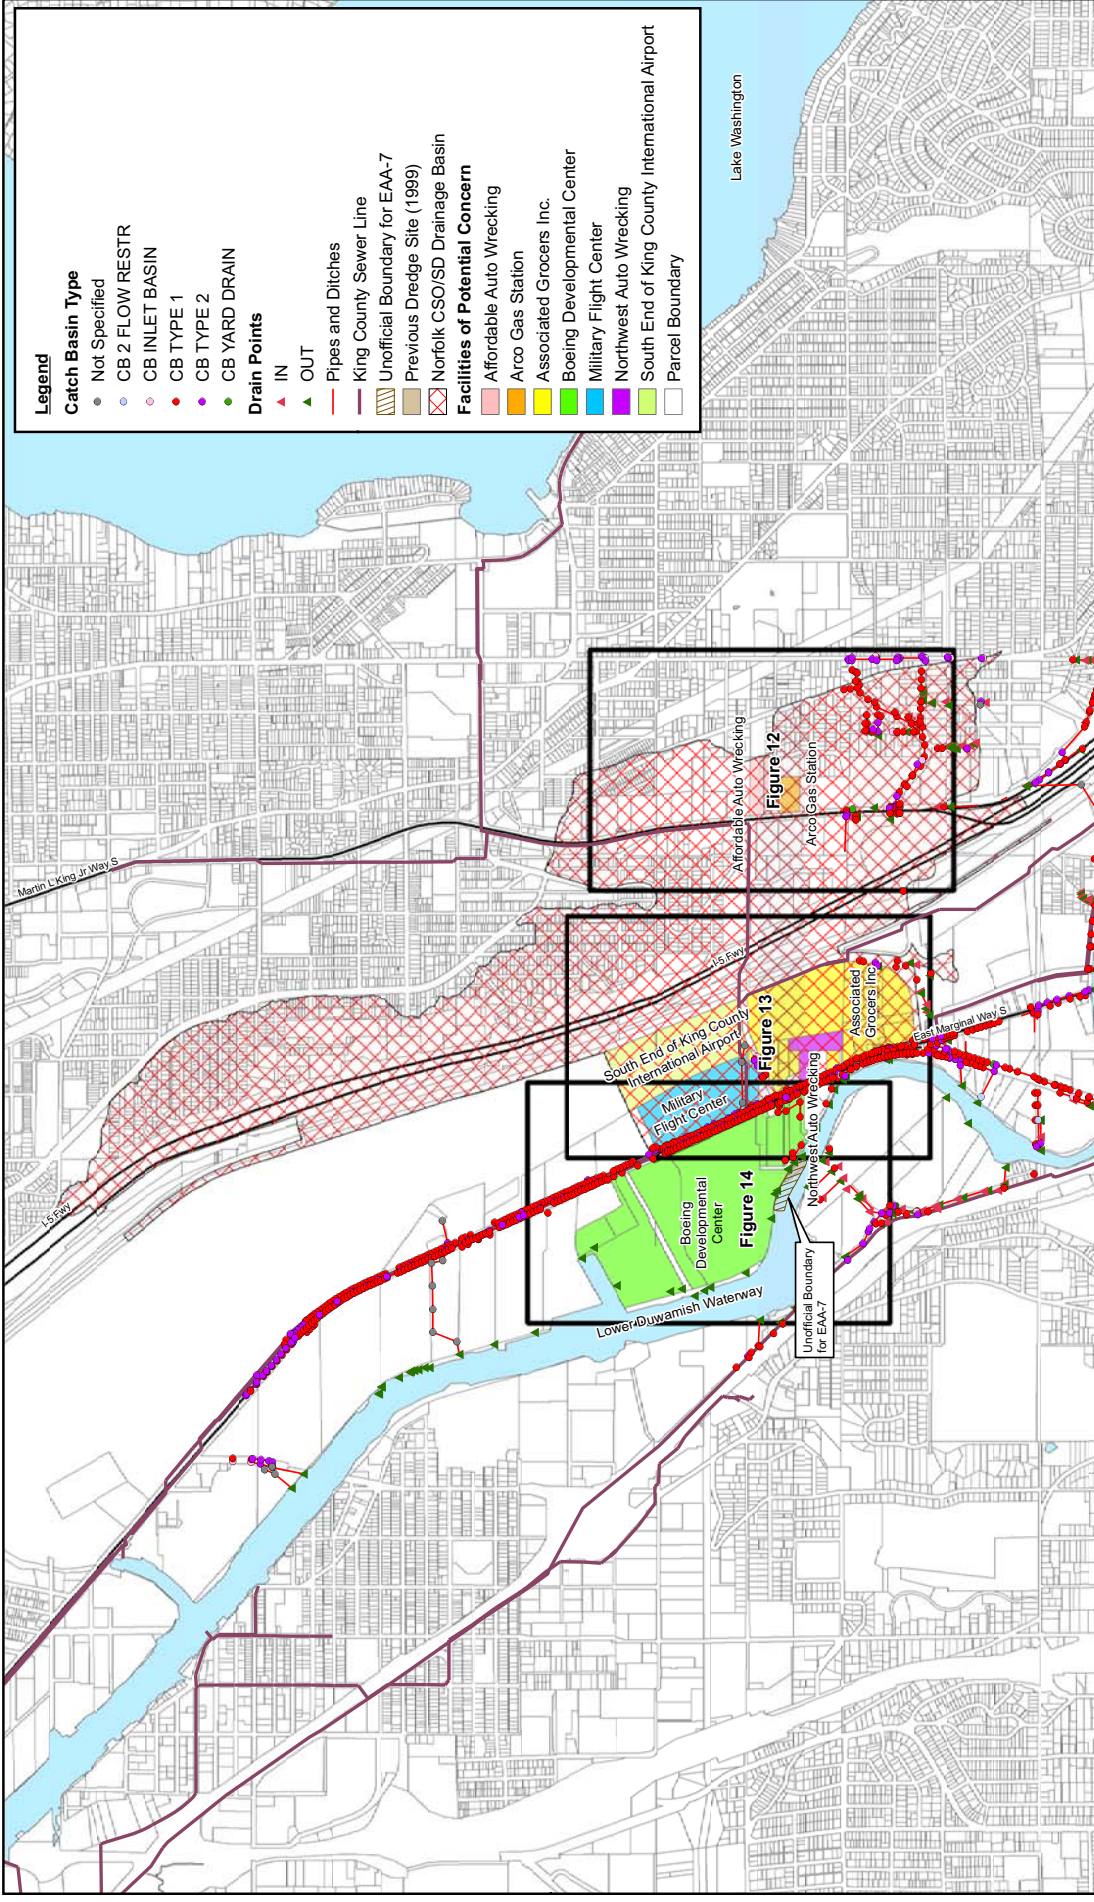 Legend
Catch Basin Type
Not Specified
CB 2 FLOW RESTR
CB INLET BASIN
CB TYPE 1
CB TYPE 2
CB YARD DRAIN
Drain Points
IN
OUT
Pipes and Ditches
King County Sewer Line
Unofficial Boundary for EAA-7
Previous Dredge Site (1999)
Norfolk CSO/SD Drainage Basin
Facilities of Potential Concern
Affordable Auto Wrecking
Arco Gas Station
Associated Grocers Inc.
Boeing Developmental Center
Military Flight Center
Northwest Auto Wrecking
South End of King County International Airport
Parcel Boundary
Lake Washington
Martin L King Jr Way S
I-5 Fwy
I-5 Fwy
Affordable Auto Wrecking
Figure 12
Arco Gas Station
South End of King County
International Airport
Figure 13
Military
Flight Center
Associated
Grocers Inc.
East Marginal Way S
Northwest Auto Wrecking
Boeing
Developmental
Center
Figure 14
Lower Duwamish Waterway
Unofficial Boundary
for EAA-7